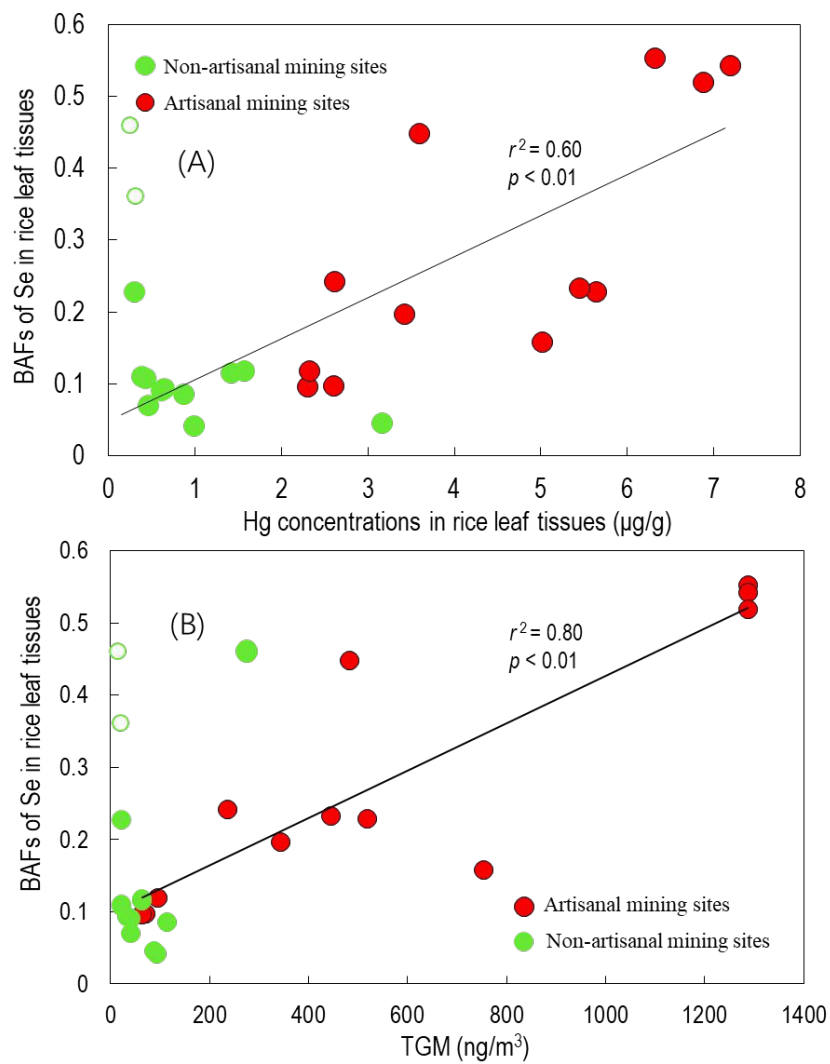 0.6
Non-artisanal mining sites
0.5
Artisanal mining sites
r² = 0.60
p < 0.01
(A)
0.4
0.3
0.2
0.1
0
BAFs of Se in rice leaf tissues
0 1 2 3 4 5 6 7 8
Hg concentrations in rice leaf tissues (µg/g)
0.6
(B)
r² = 0.80
p < 0.01
0.5
0.4
0.3
0.2
0.1
0
BAFs of Se in rice leaf tissues
Artisanal mining sites
Non-artisanal mining sites
0 200 400 600 800 1000 1200 1400
TGM (ng/m³)